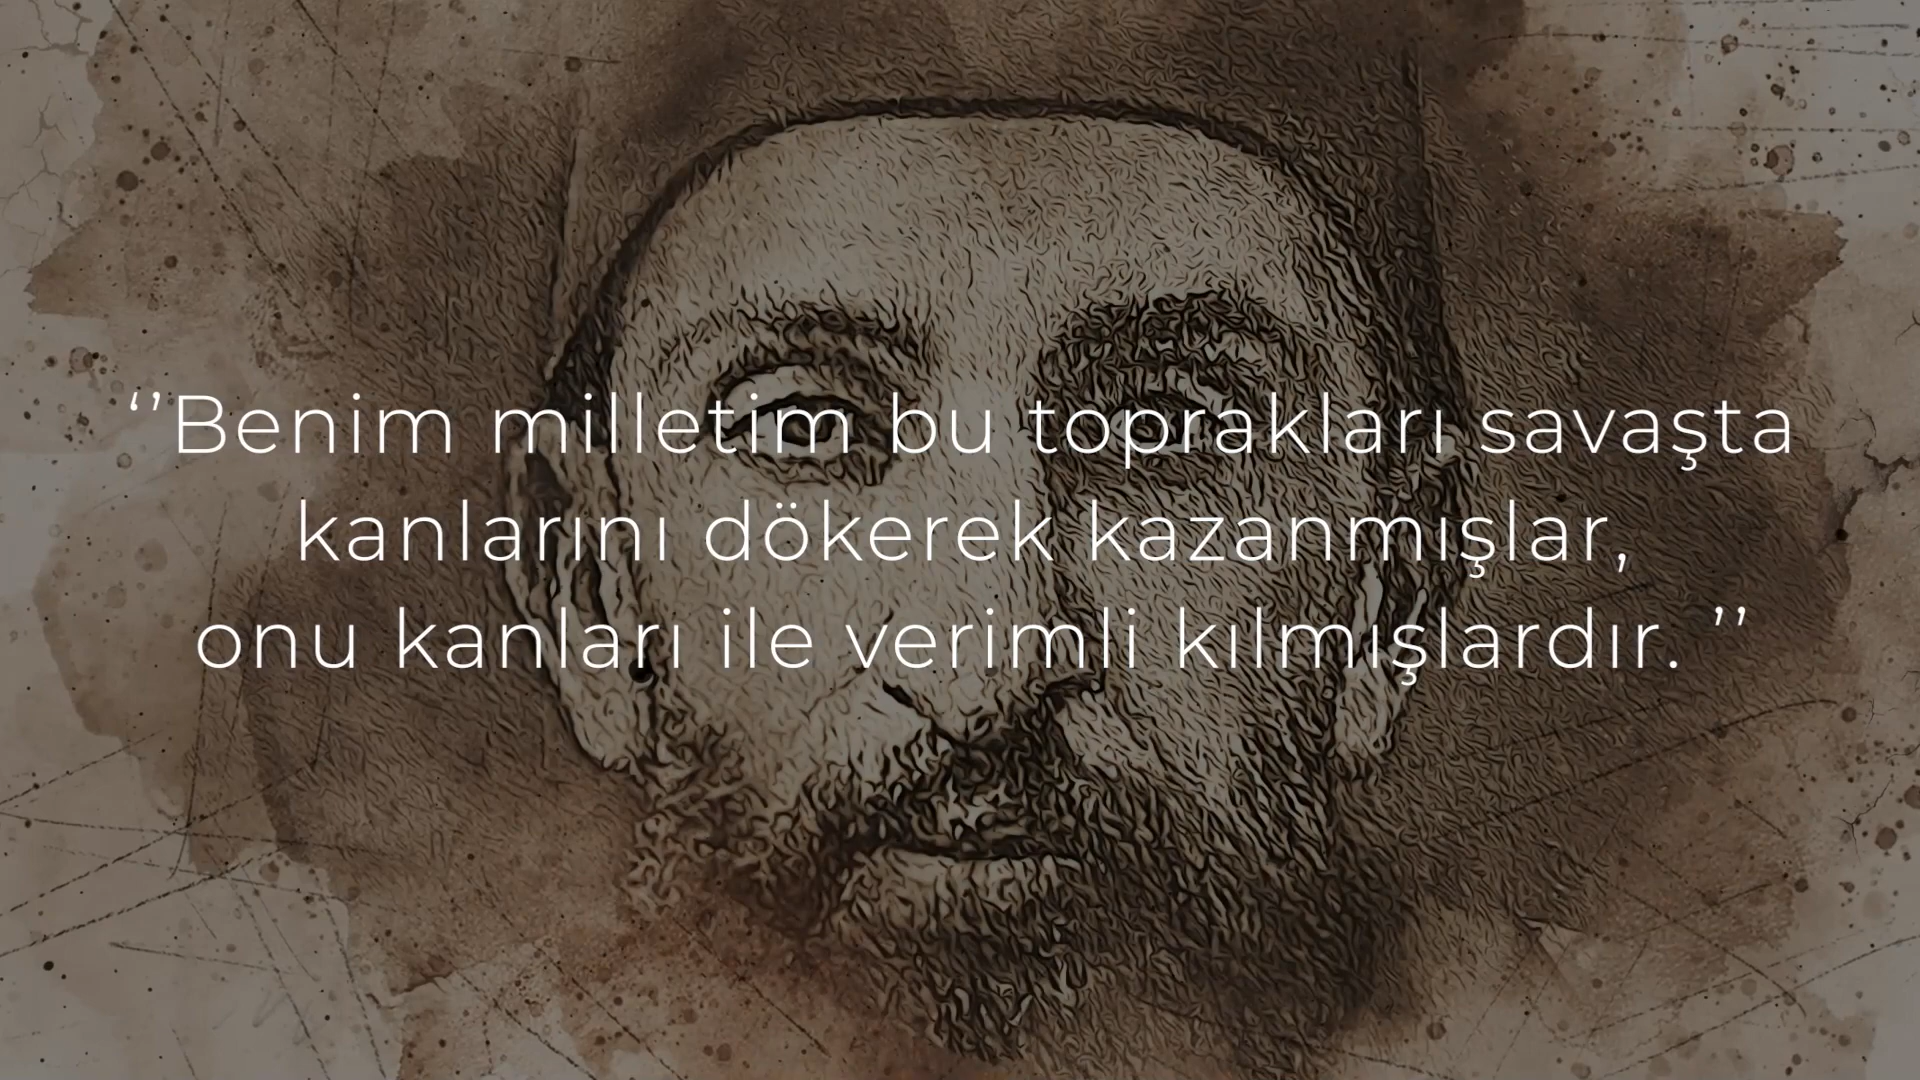 ‘’Benim milletim bu toprakları savaşta
kanlarını dökerek kazanmışlar,
onu kanları ile verimli kılmışlardır. ’’